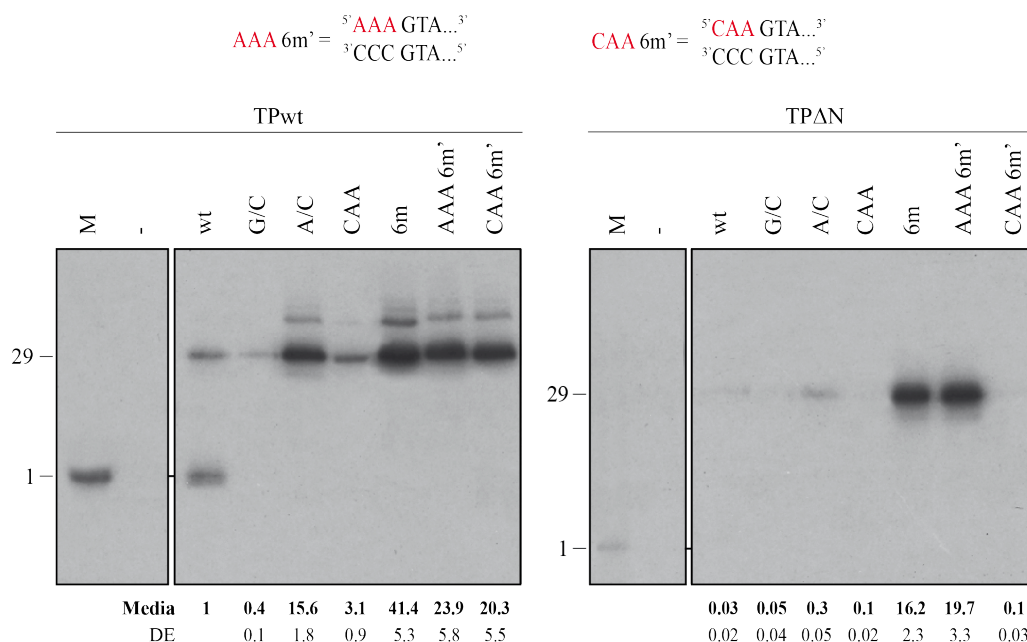 AAA 6m’ = 5’AAA GTA...3’
3’CCC GTA...5’
CAA 6m’ = 5’CAA GTA...3’
3’CCC GTA...5’
TPwt
TPΔN
M - wt G/C A/C CAA 6m AAA 6m’ CAA 6m’
M - wt G/C A/C CAA 6m AAA 6m’ CAA 6m’
29
1
29
1
Media 1 0.4 15.6 3.1 41.4 23.9 20.3
DE 0.1 1.8 0.9 5.3 5.8 5.5
0.03 0.05 0.3 0.1 16.2 19.7 0.1
0.02 0.04 0.05 0.02 2.3 3.3 0.03